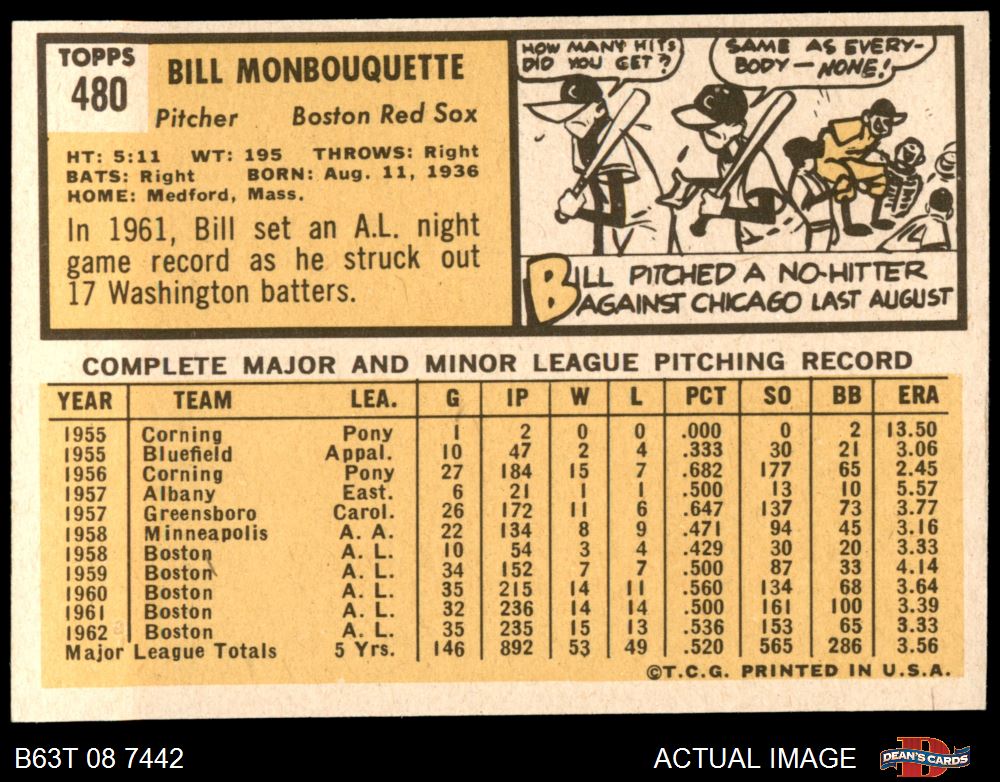 TOPPS
480
BILL MONBOUQUETTE
Pitcher Boston Red Sox
HT: 5:11 WT: 195 THROWS: Right
BATS: Right BORN: Aug. 11, 1936
HOME: Medford, Mass.
In 1961, Bill set an A.L. night
game record as he struck out
17 Washington batters.
HOW MANY HITS
DID YOU GET?
SAME AS EVERY-
BODY — NONE!
C
C
BILL PITCHED A NO-HITTER
AGAINST CHICAGO LAST AUGUST
COMPLETE MAJOR AND MINOR LEAGUE PITCHING RECORD
YEAR TEAM LEA. G IP W L PCT SO BB ERA
1955 Corning Pony 1 2 0 0 .000 0 2 13.50
1955 Bluefield Appal. 10 47 2 4 .333 30 21 3.06
1956 Corning Pony 27 184 15 7 .682 177 65 2.45
1957 Albany East. 6 21 1 1 .500 13 10 5.57
1957 Greensboro Carol. 26 172 11 6 .647 137 73 3.77
1958 Minneapolis A. A. 22 134 8 9 .471 94 45 3.16
1958 Boston A. L. 10 54 3 4 .429 30 20 3.33
1959 Boston A. L. 34 152 7 7 .500 87 33 4.14
1960 Boston A. L. 35 215 14 11 .560 134 68 3.64
1961 Boston A. L. 32 236 14 14 .500 161 100 3.39
1962 Boston A. L. 35 235 15 13 .536 153 65 3.33
Major League Totals 5 Yrs. 146 892 53 49 .520 565 286 3.56
©T.C.G. PRINTED IN U.S.A.
B63T 08 7442
ACTUAL IMAGE
DEAN'S CARDS